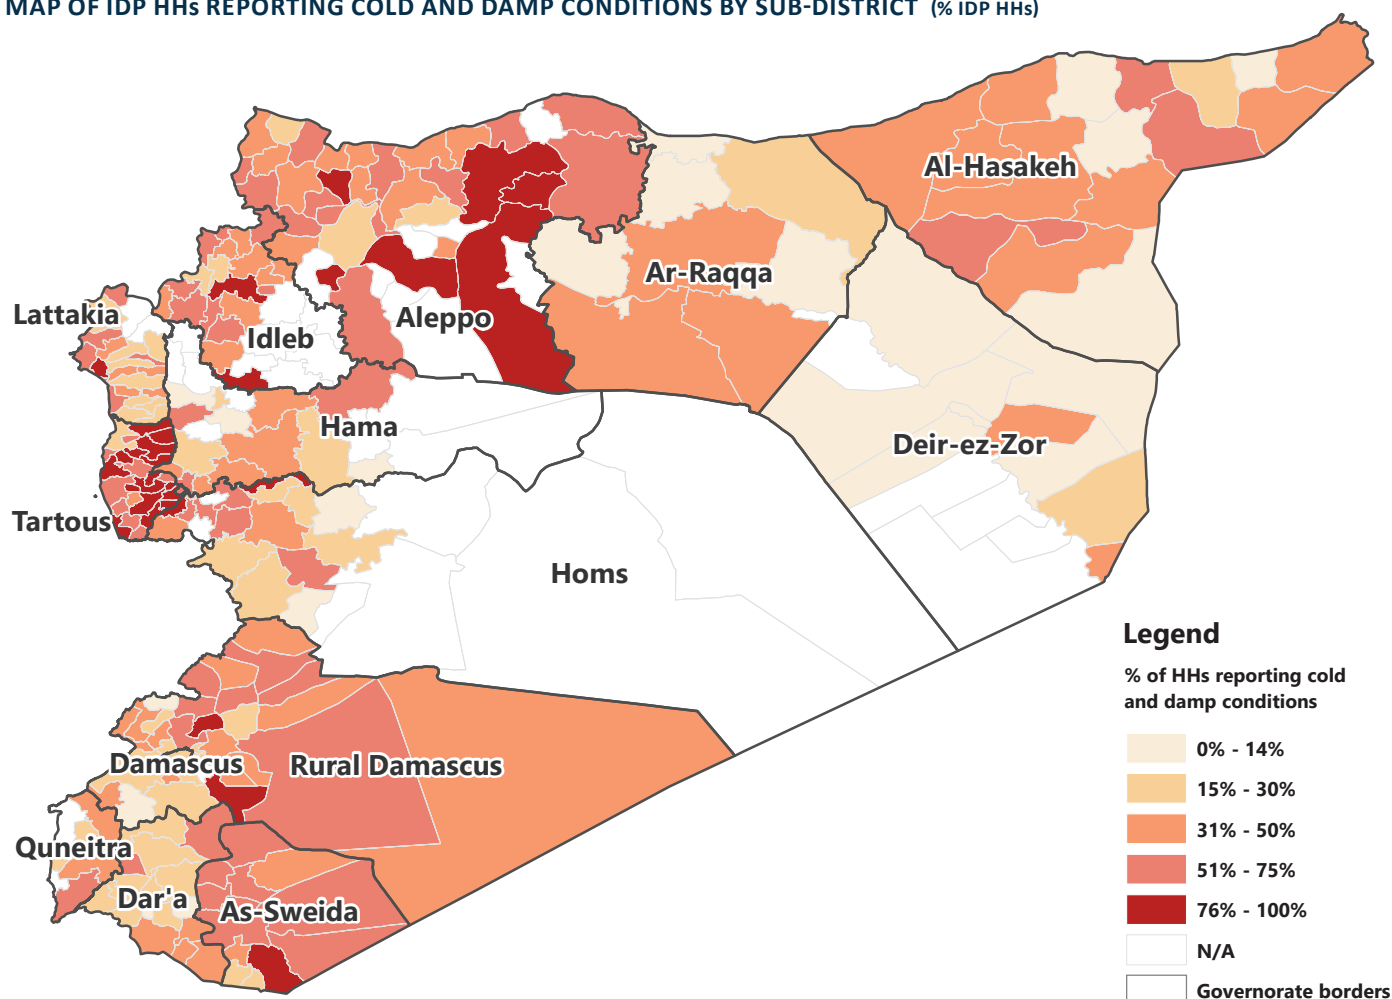 MAP OF IDP HHs REPORTING COLD AND DAMP CONDITIONS BY SUB-DISTRICT (% IDP HHs)
Al-Hasakeh
Ar-Raqqa
Lattakia
Aleppo
Idleb
Hama
Deir-ez-Zor
Tartous
Homs
Legend
% of HHs reporting cold
and damp conditions
0% - 14%
15% - 30%
31% - 50%
51% - 75%
76% - 100%
N/A
Governorate borders
Damascus
Rural Damascus
Quneitra
Dar'a
As-Sweida